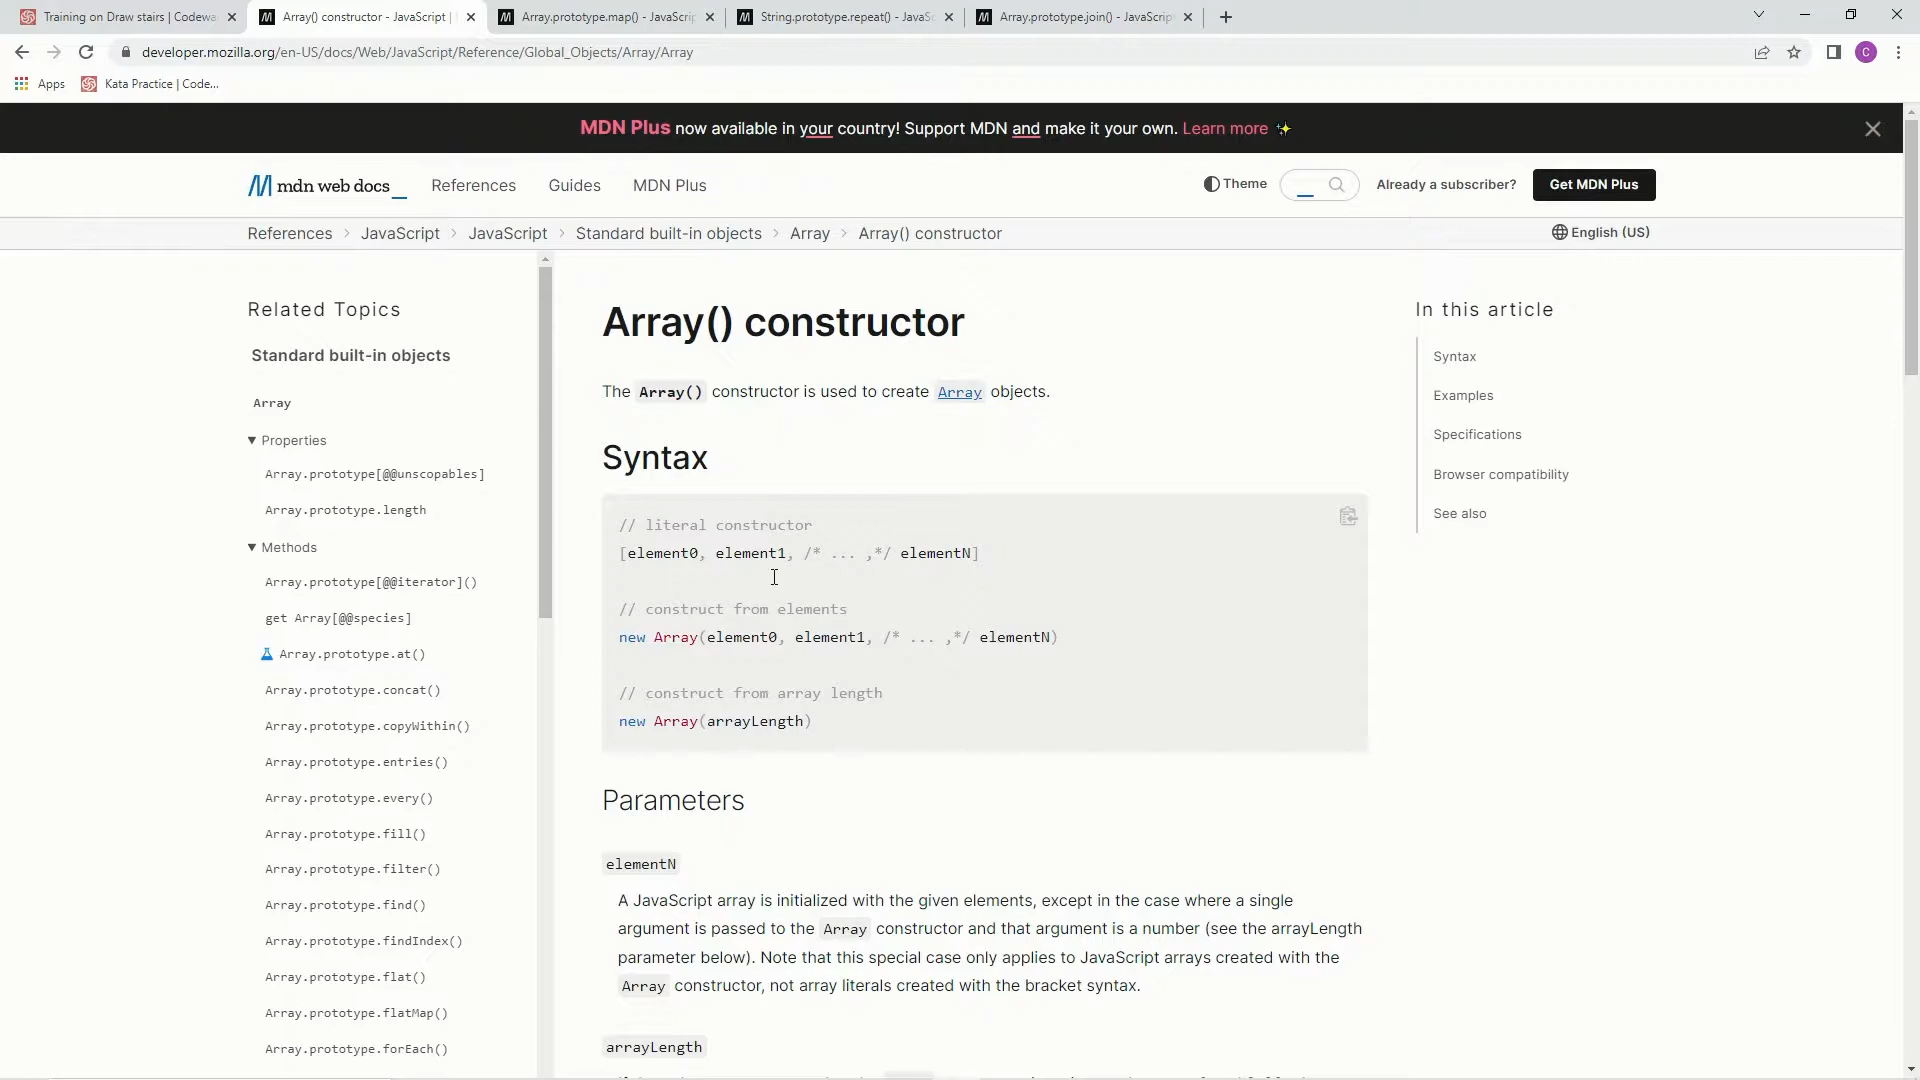 Training on Draw stairs | Codewa
Array() constructor - JavaScript |
Array.prototype.map() - JavaScrip
String.prototype.repeat() - JavaSc
Array.prototype.join() - JavaScrip
developer.mozilla.org/en-US/docs/Web/JavaScript/Reference/Global_Objects/Array/Array
C
Apps
Kata Practice | Code...
MDN Plus now available in your country! Support MDN and make it your own. Learn more ✨
mdn web docs_
References
Guides
MDN Plus
Theme
Already a subscriber?
Get MDN Plus
References > JavaScript > JavaScript > Standard built-in objects > Array > Array() constructor
English (US)
Related Topics
Standard built-in objects
Array
▼ Properties
Array.prototype[@@unscopables]
Array.prototype.length
▼ Methods
Array.prototype[@@iterator]()
get Array[@@species]
Array.prototype.at()
Array.prototype.concat()
Array.prototype.copyWithin()
Array.prototype.entries()
Array.prototype.every()
Array.prototype.fill()
Array.prototype.filter()
Array.prototype.find()
Array.prototype.findIndex()
Array.prototype.flat()
Array.prototype.flatMap()
Array.prototype.forEach()
Array() constructor
The Array() constructor is used to create Array objects.
Syntax
// literal constructor
[element0, element1, /* ... ,*/ elementN]
// construct from elements
new Array(element0, element1, /* ... ,*/ elementN)
// construct from array length
new Array(arrayLength)
Parameters
elementN
A JavaScript array is initialized with the given elements, except in the case where a single
argument is passed to the Array constructor and that argument is a number (see the arrayLength
parameter below). Note that this special case only applies to JavaScript arrays created with the
Array constructor, not array literals created with the bracket syntax.
arrayLength
In this article
Syntax
Examples
Specifications
Browser compatibility
See also